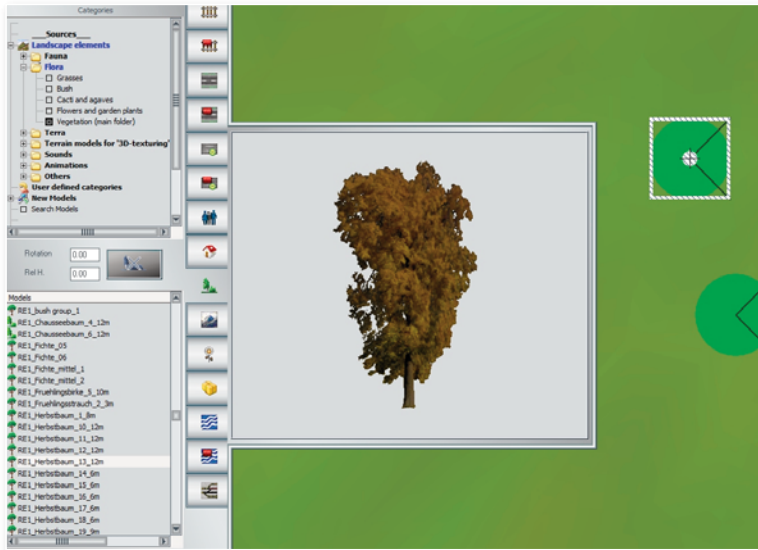 Categories
___Sources___
Landscape elements
Fauna
Flora
Grasses
Bush
Cacti and agaves
Flowers and garden plants
Vegetation (main folder)
Terra
Terrain models for '3D-texturing'
Sounds
Animations
Others
User defined categories
New Models
Search Models
Rotation 0.00
Rel.H. 0.00
Models
RE1_bush group_1
RE1_Chausseebaum_4_12m
RE1_Chausseebaum_6_12m
RE1_Fichte_05
RE1_Fichte_06
RE1_Fichte_mittel_1
RE1_Fichte_mittel_2
RE1_Fruehlingsbirke_5_10m
RE1_Fruehlingsstrauch_2_3m
RE1_Herbstbaum_1_8m
RE1_Herbstbaum_10_12m
RE1_Herbstbaum_11_12m
RE1_Herbstbaum_12_12m
RE1_Herbstbaum_13_12m
RE1_Herbstbaum_14_6m
RE1_Herbstbaum_15_6m
RE1_Herbstbaum_16_6m
RE1_Herbstbaum_17_6m
RE1_Herbstbaum_18_6m
RE1_Herbstbaum_19_9m